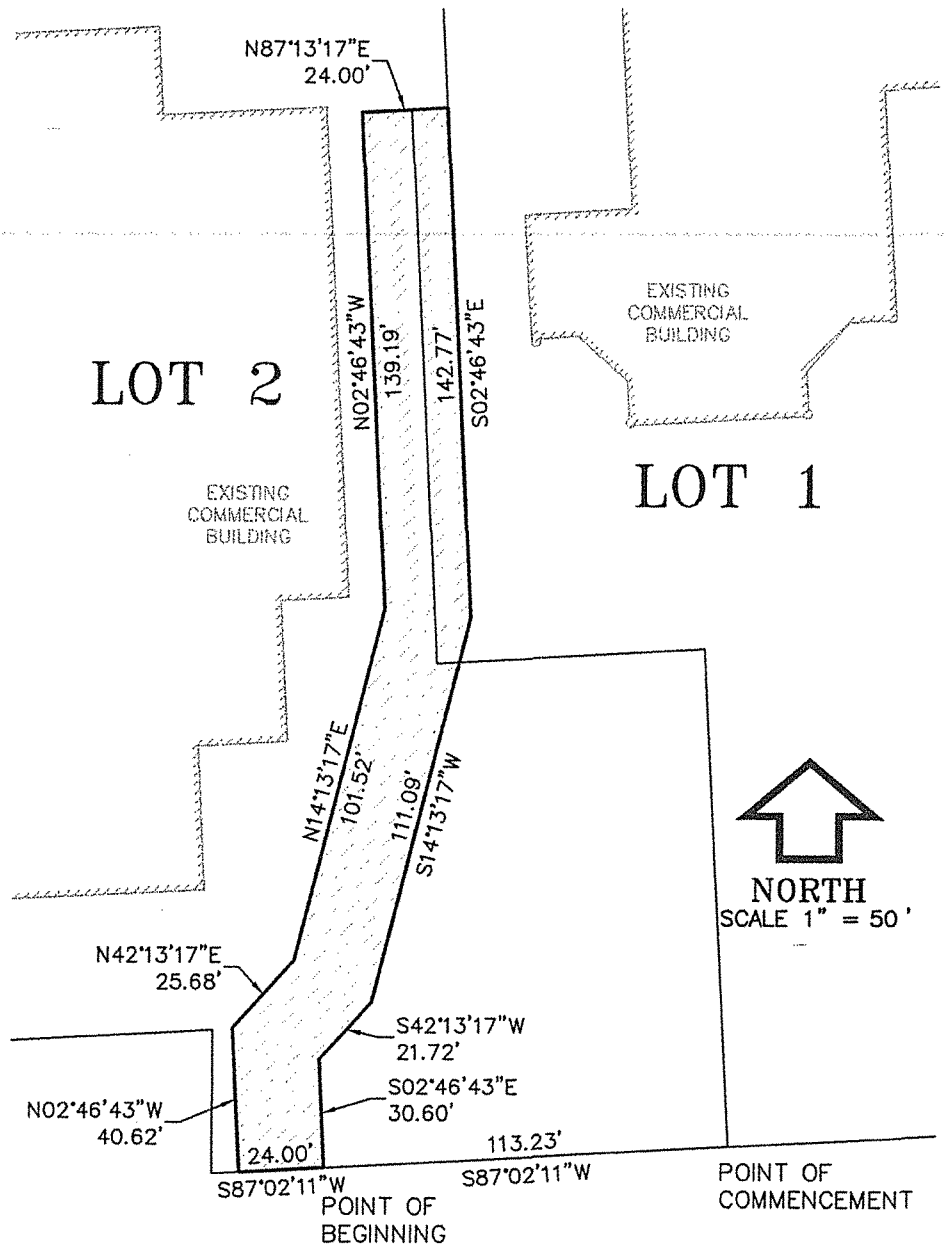 N87°13'17"E
24.00'
N02°46'43"W
139.19'
142.77'
S02°46'43"E
EXISTING
COMMERCIAL
BUILDING
LOT 2
LOT 1
EXISTING
COMMERCIAL
BUILDING
N14°13'17"E
101.52'
111.09'
S14°13'17"W
NORTH
SCALE 1" = 50'
N42°13'17"E
25.68'
S42°13'17"W
21.72'
N02°46'43"W
40.62'
S02°46'43"E
30.60'
24.00'
S87°02'11"W
113.23'
S87°02'11"W
POINT OF
BEGINNING
POINT OF
COMMENCEMENT